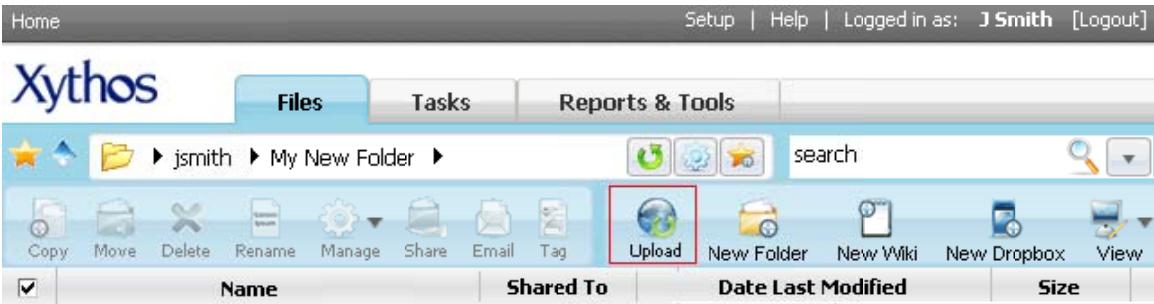 Home Setup | Help | Logged in as: J Smith [Logout]
Xythos
Files Tasks Reports & Tools
jsmith My New Folder search
Copy Move Delete Rename Manage Share Email Tag Upload New Folder New Wiki New Dropbox View
Name Shared To Date Last Modified Size